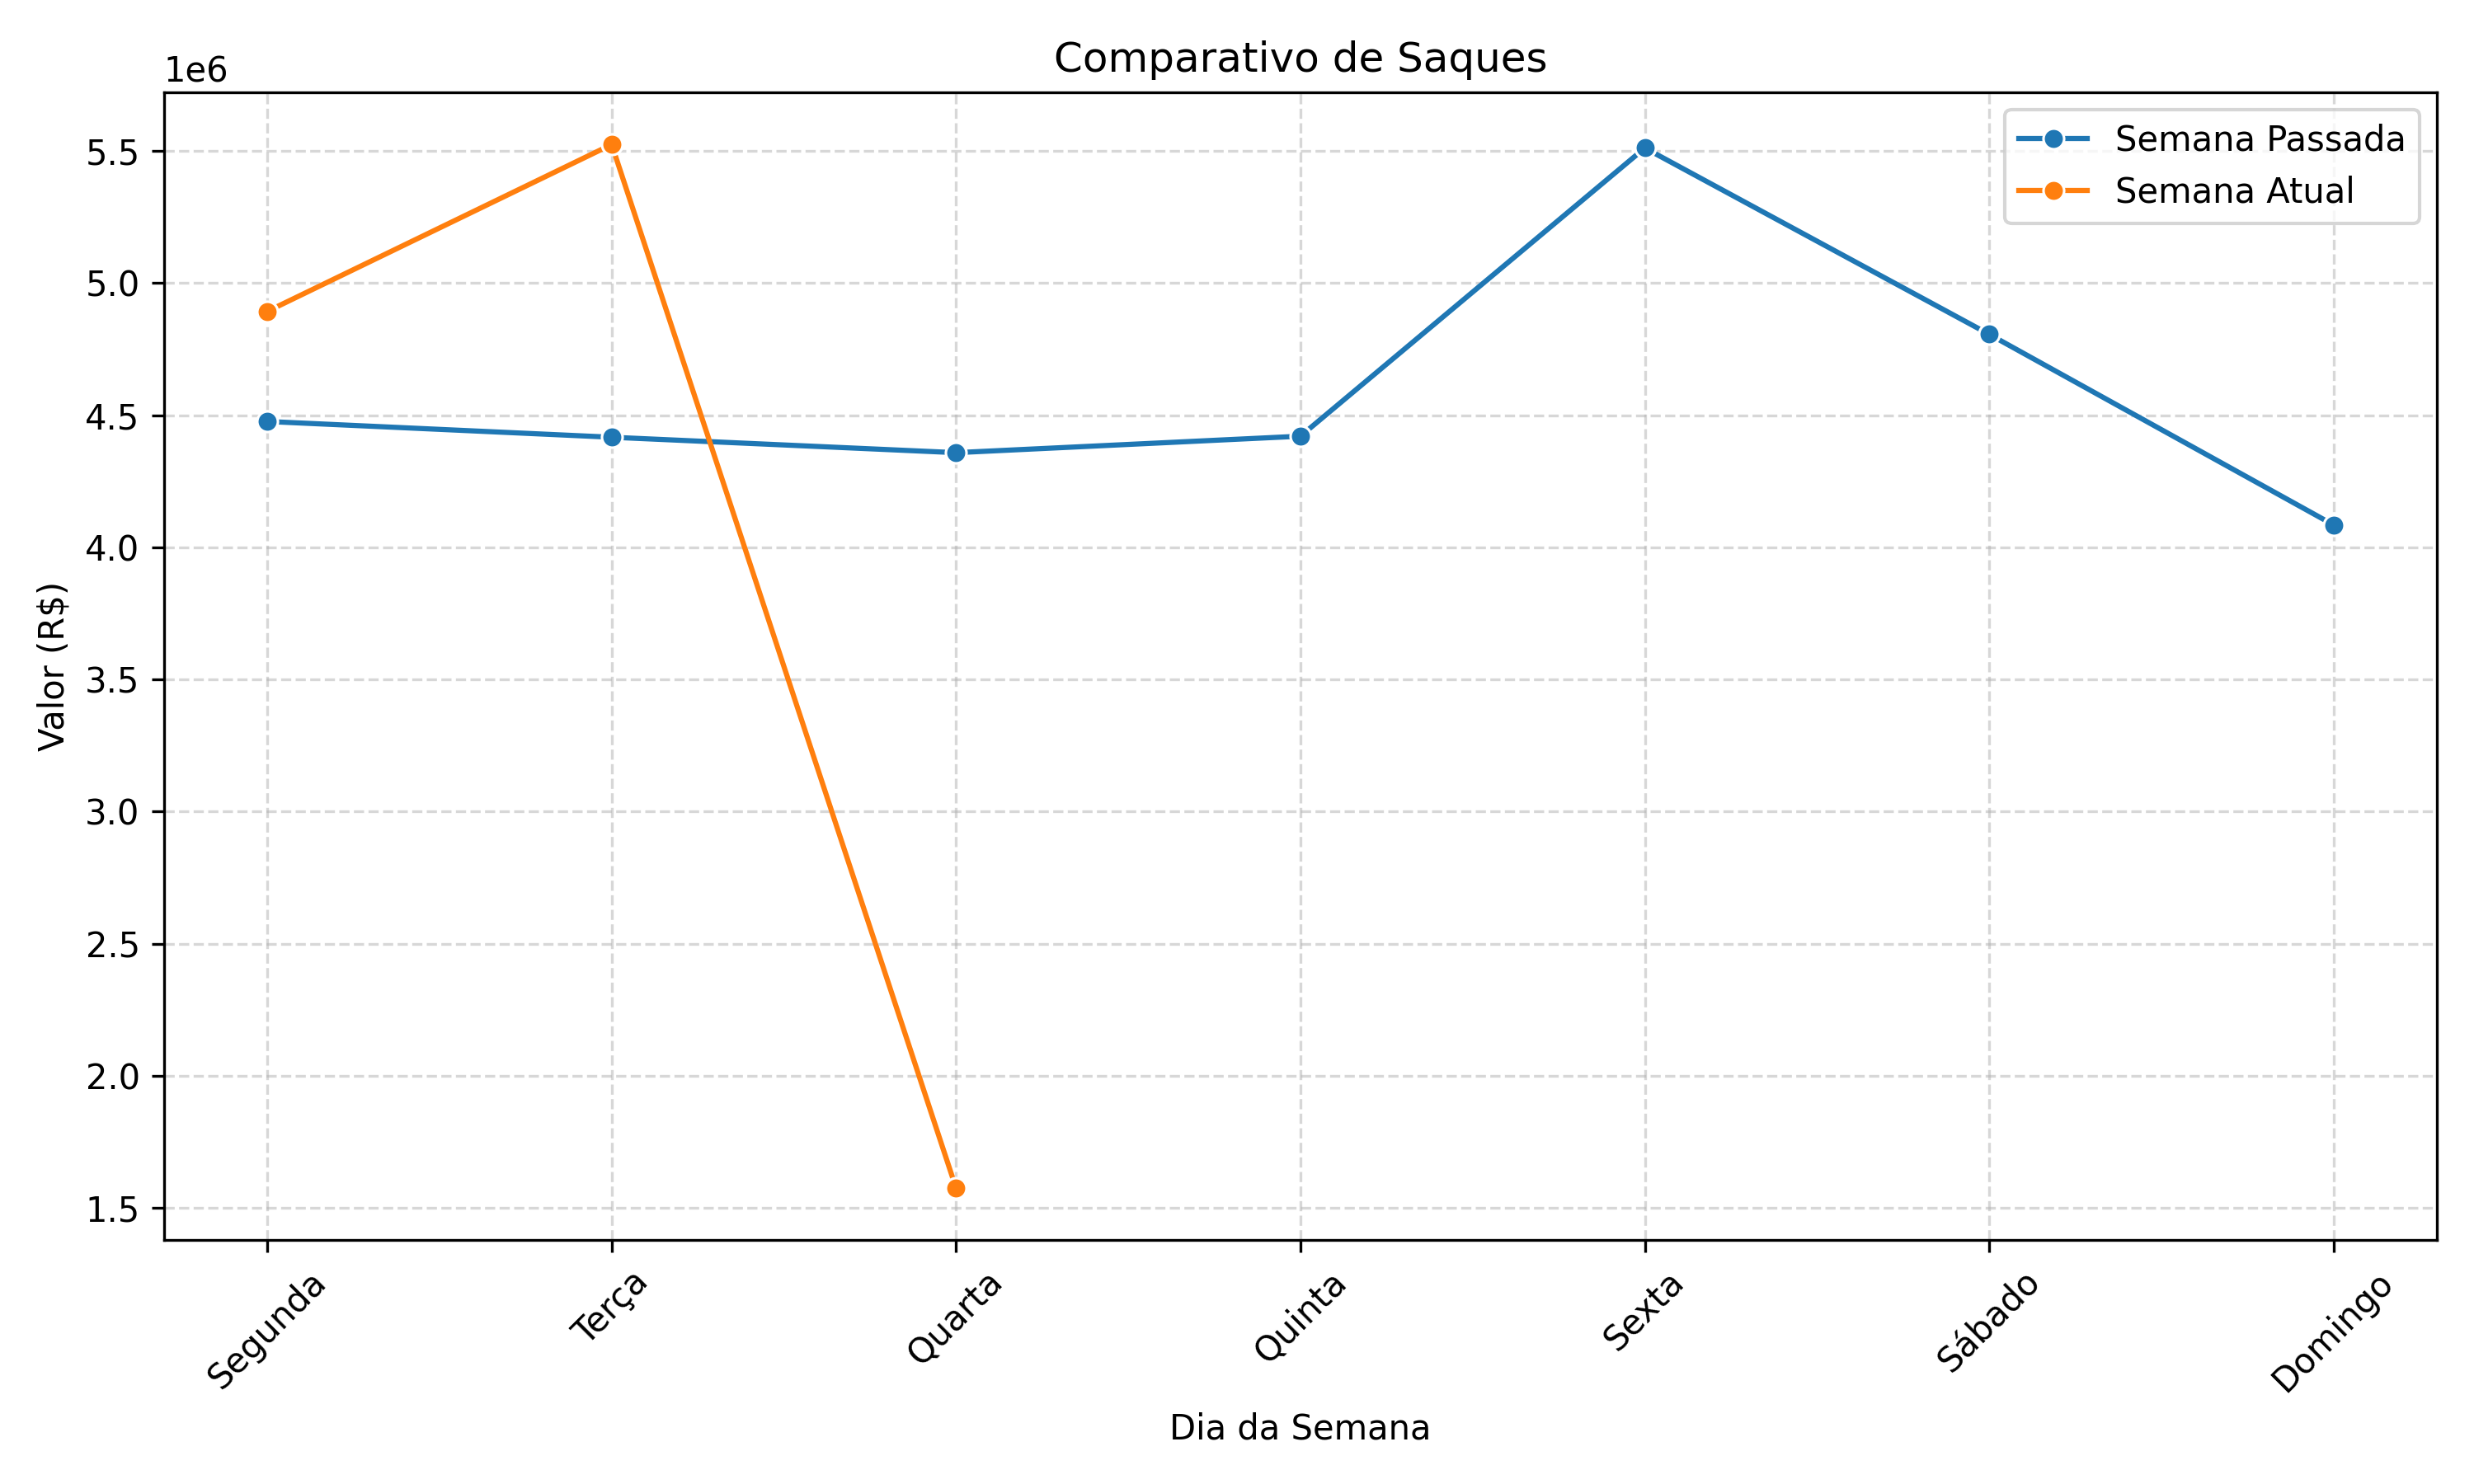 Comparativo de Saques
1e6
Semana Passada
Semana Atual
5.5
5.0
4.5
4.0
3.5
3.0
2.5
2.0
1.5
Valor (R$)
Segunda
Terça
Quarta
Quinta
Sexta
Sábado
Domingo
Dia da Semana